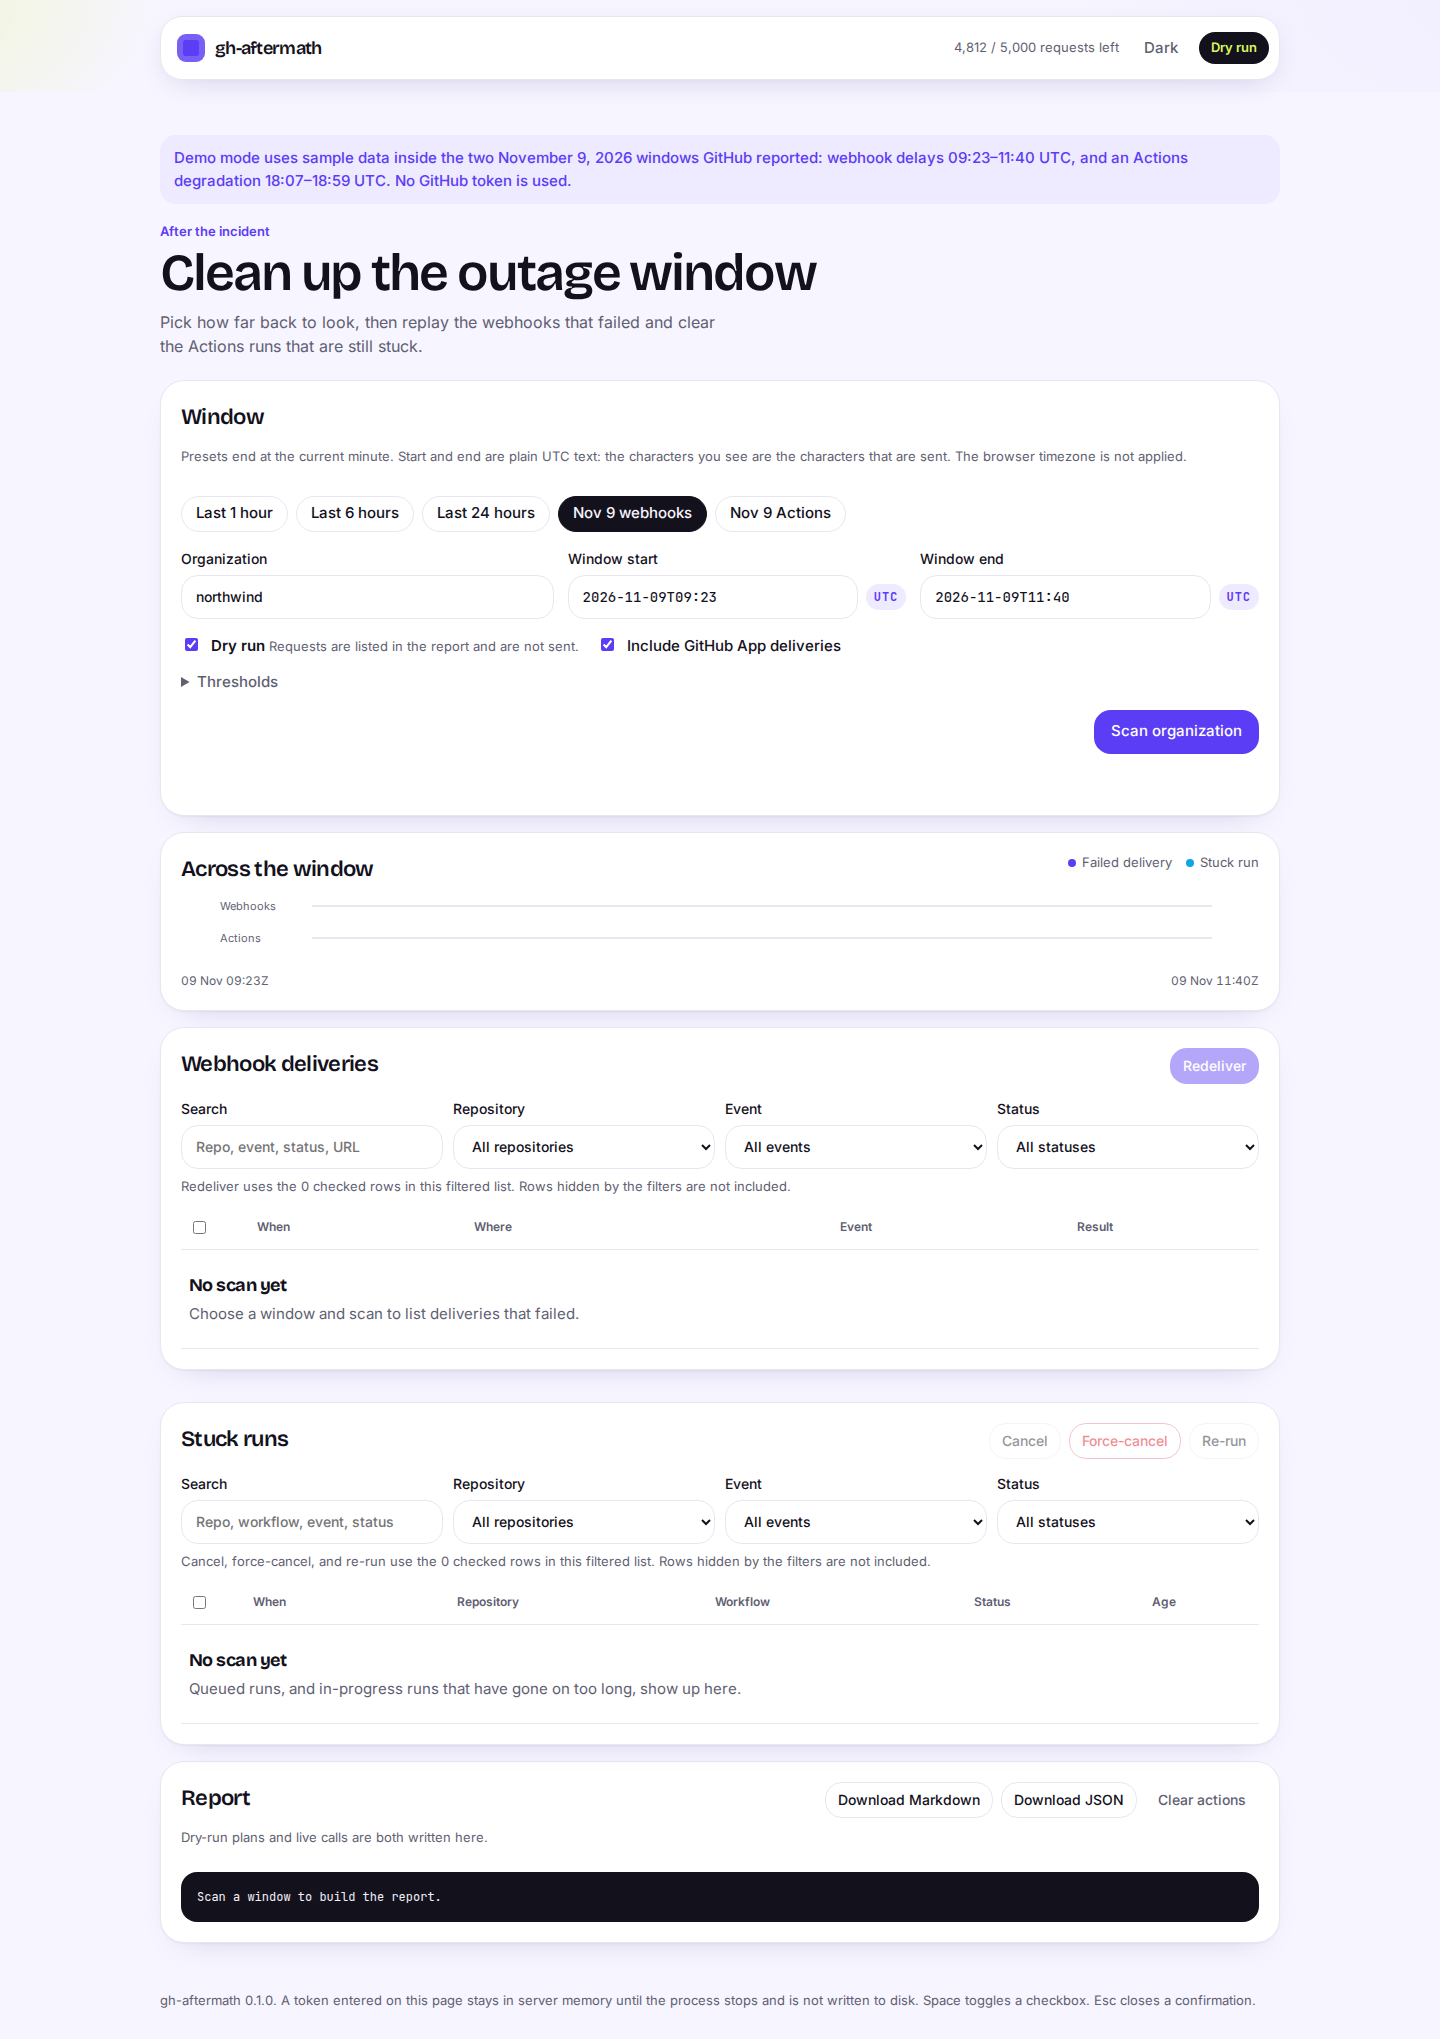 gh-aftermath
4,812 / 5,000 requests left
Dark
Dry run
Demo mode uses sample data inside the two November 9, 2026 windows GitHub reported: webhook delays 09:23–11:40 UTC, and an Actions
degradation 18:07–18:59 UTC. No GitHub token is used.
After the incident
Clean up the outage window
Pick how far back to look, then replay the webhooks that failed and clear
the Actions runs that are still stuck.
Window
Presets end at the current minute. Start and end are plain UTC text: the characters you see are the characters that are sent. The browser timezone is not applied.
Last 1 hour
Last 6 hours
Last 24 hours
Nov 9 webhooks
Nov 9 Actions
Organization
Window start
Window end
northwind
2026-11-09T09:23
UTC
2026-11-09T11:40
UTC
Dry run Requests are listed in the report and are not sent.
Include GitHub App deliveries
Thresholds
Scan organization
Across the window
Failed delivery
Stuck run
Webhooks
Actions
09 Nov 09:23Z
09 Nov 11:40Z
Webhook deliveries
Redeliver
Search
Repository
Event
Status
Repo, event, status, URL
All repositories
All events
All statuses
Redeliver uses the 0 checked rows in this filtered list. Rows hidden by the filters are not included.
When
Where
Event
Result
No scan yet
Choose a window and scan to list deliveries that failed.
Stuck runs
Cancel
Force-cancel
Re-run
Search
Repository
Event
Status
Repo, workflow, event, status
All repositories
All events
All statuses
Cancel, force-cancel, and re-run use the 0 checked rows in this filtered list. Rows hidden by the filters are not included.
When
Repository
Workflow
Status
Age
No scan yet
Queued runs, and in-progress runs that have gone on too long, show up here.
Report
Download Markdown
Download JSON
Clear actions
Dry-run plans and live calls are both written here.
Scan a window to build the report.
gh-aftermath 0.1.0. A token entered on this page stays in server memory until the process stops and is not written to disk. Space toggles a checkbox. Esc closes a confirmation.